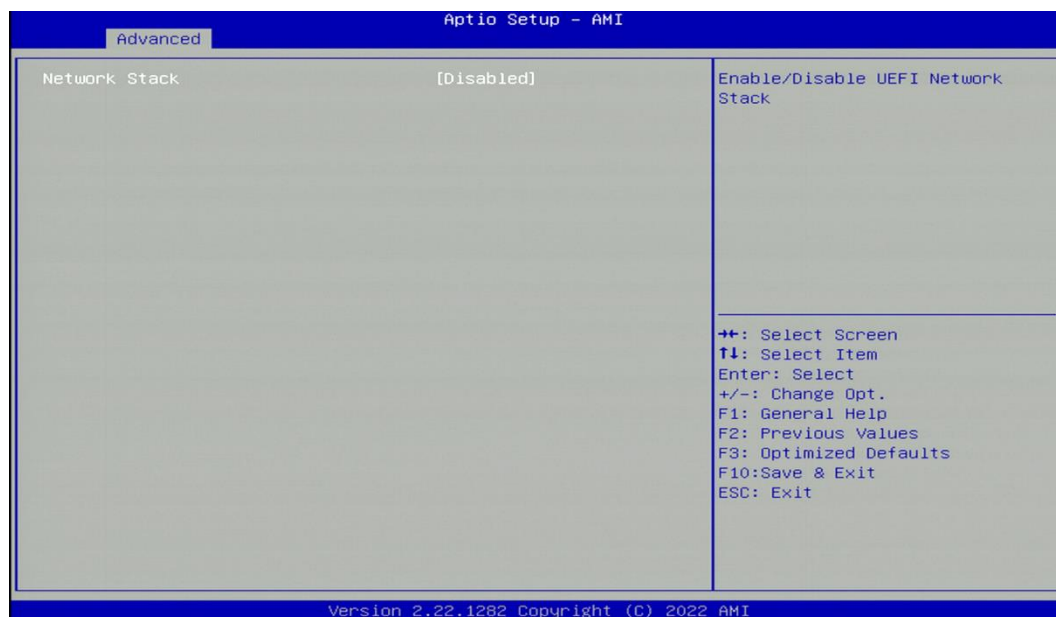 Aptio Setup – AMI
Advanced
Network Stack [Disabled]
Enable/Disable UEFI Network
Stack
→←: Select Screen
↑↓: Select Item
Enter: Select
+/-: Change Opt.
F1: General Help
F2: Previous Values
F3: Optimized Defaults
F10:Save & Exit
ESC: Exit
Version 2.22.1282 Copyright (C) 2022 AMI